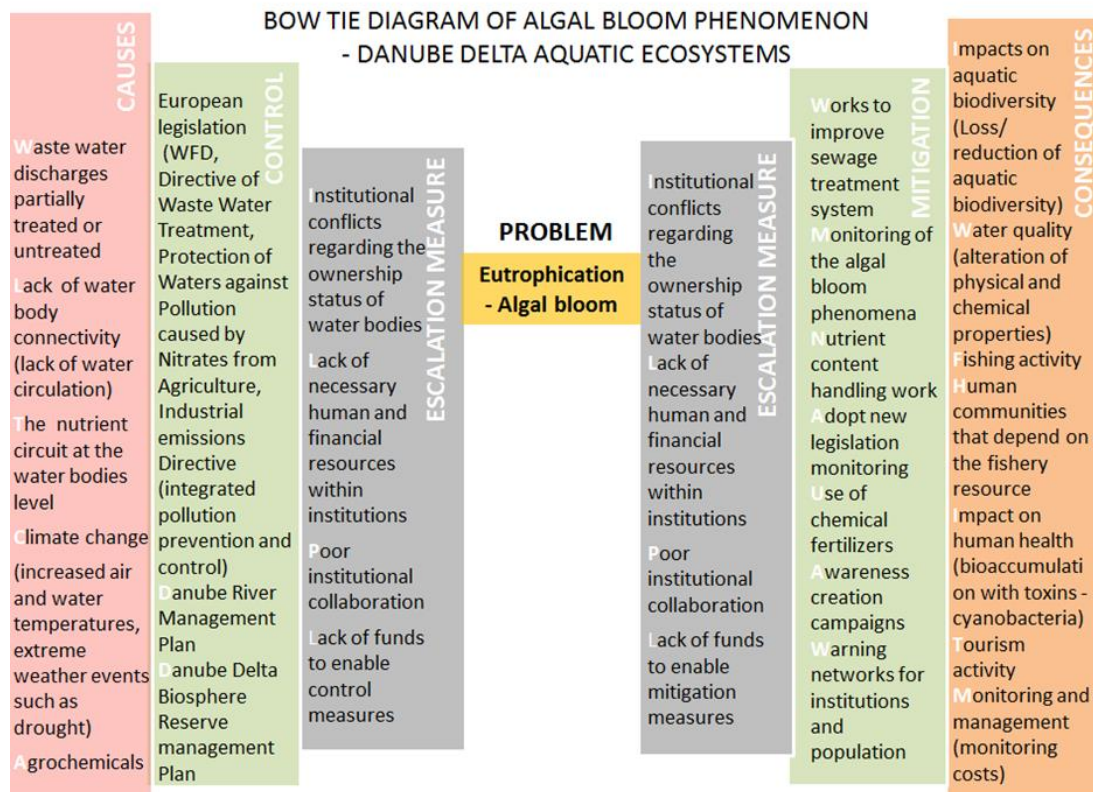 BOW TIE DIAGRAM OF ALGAL BLOOM PHENOMENON
- DANUBE DELTA AQUATIC ECOSYSTEMS
CAUSES
Waste water
discharges
partially
treated or
untreated
Lack of water
body
connectivity
(lack of water
circulation)
The nutrient
circuit at the
water bodies
level
Climate change
(increased air
and water
temperatures,
extreme
weather events
such as
drought)
Agrochemicals
CONTROL
European
legislation
(WFD,
Directive of
Waste Water
Treatment,
Protection of
Waters against
Pollution
caused by
Nitrates from
Agriculture,
Industrial
emissions
Directive
(integrated
pollution
prevention and
control)
Danube River
Management
Plan
Danube Delta
Biosphere
Reserve
management
Plan
ESCALATION MEASURE
Institutional
conflicts
regarding the
ownership
status of
water bodies
Lack of
necessary
human and
financial
resources
within
institutions
Poor
institutional
collaboration
Lack of funds
to enable
control
measures
PROBLEM
Eutrophication
- Algal bloom
ESCALATION MEASURE
Institutional
conflicts
regarding
the
ownership
status of
water bodies
Lack of
necessary
human and
financial
resources
within
institutions
Poor
institutional
collaboration
Lack of funds
to enable
mitigation
measures
MITIGATION
Works to
improve
sewage
treatment
system
Monitoring of
the algal
bloom
phenomena
Nutrient
content
handling work
Adopt new
legislation
monitoring
Use of
chemical
fertilizers
Awareness
creation
campaigns
Warning
networks for
institutions
and
population
CONSEQUENCES
Impacts on
aquatic
biodiversity
(Loss/
reduction of
aquatic
biodiversity)
Water quality
(alteration of
physical and
chemical
properties)
Fishing activity
Human
communities
that depend on
the fishery
resource
Impact on
human health
(bioaccumulati
on with toxins -
cyanobacteria)
Tourism
activity
Monitoring and
management
(monitoring
costs)